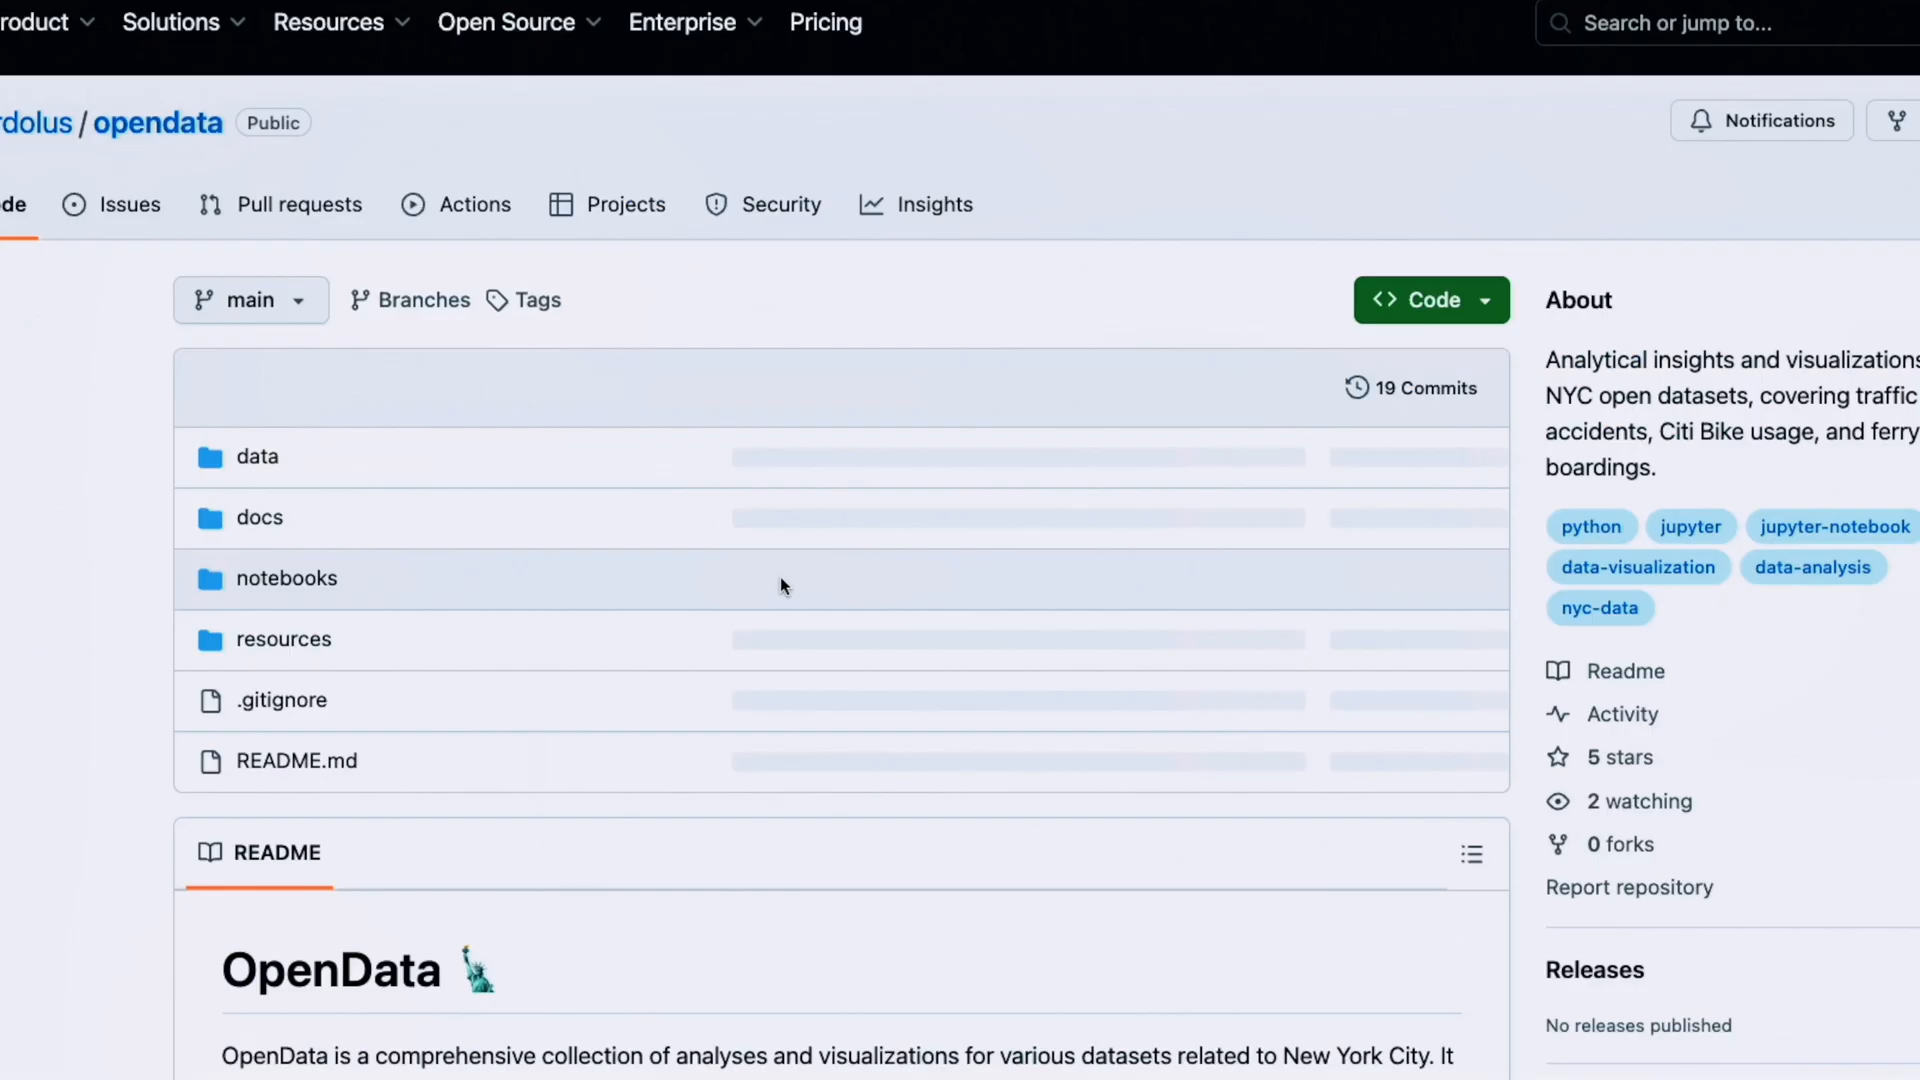 roduct Solutions Resources Open Source Enterprise Pricing Search or jump to...
rdolus / opendata Public Notifications
de Issues Pull requests Actions Projects Security Insights
main Branches Tags Code
19 Commits
data
docs
notebooks
resources
.gitignore
README.md
README
OpenData
OpenData is a comprehensive collection of analyses and visualizations for various datasets related to New York City. It
About
Analytical insights and visualizations
NYC open datasets, covering traffic
accidents, Citi Bike usage, and ferry
boardings.
python jupyter jupyter-notebook
data-visualization data-analysis
nyc-data
Readme
Activity
5 stars
2 watching
0 forks
Report repository
Releases
No releases published